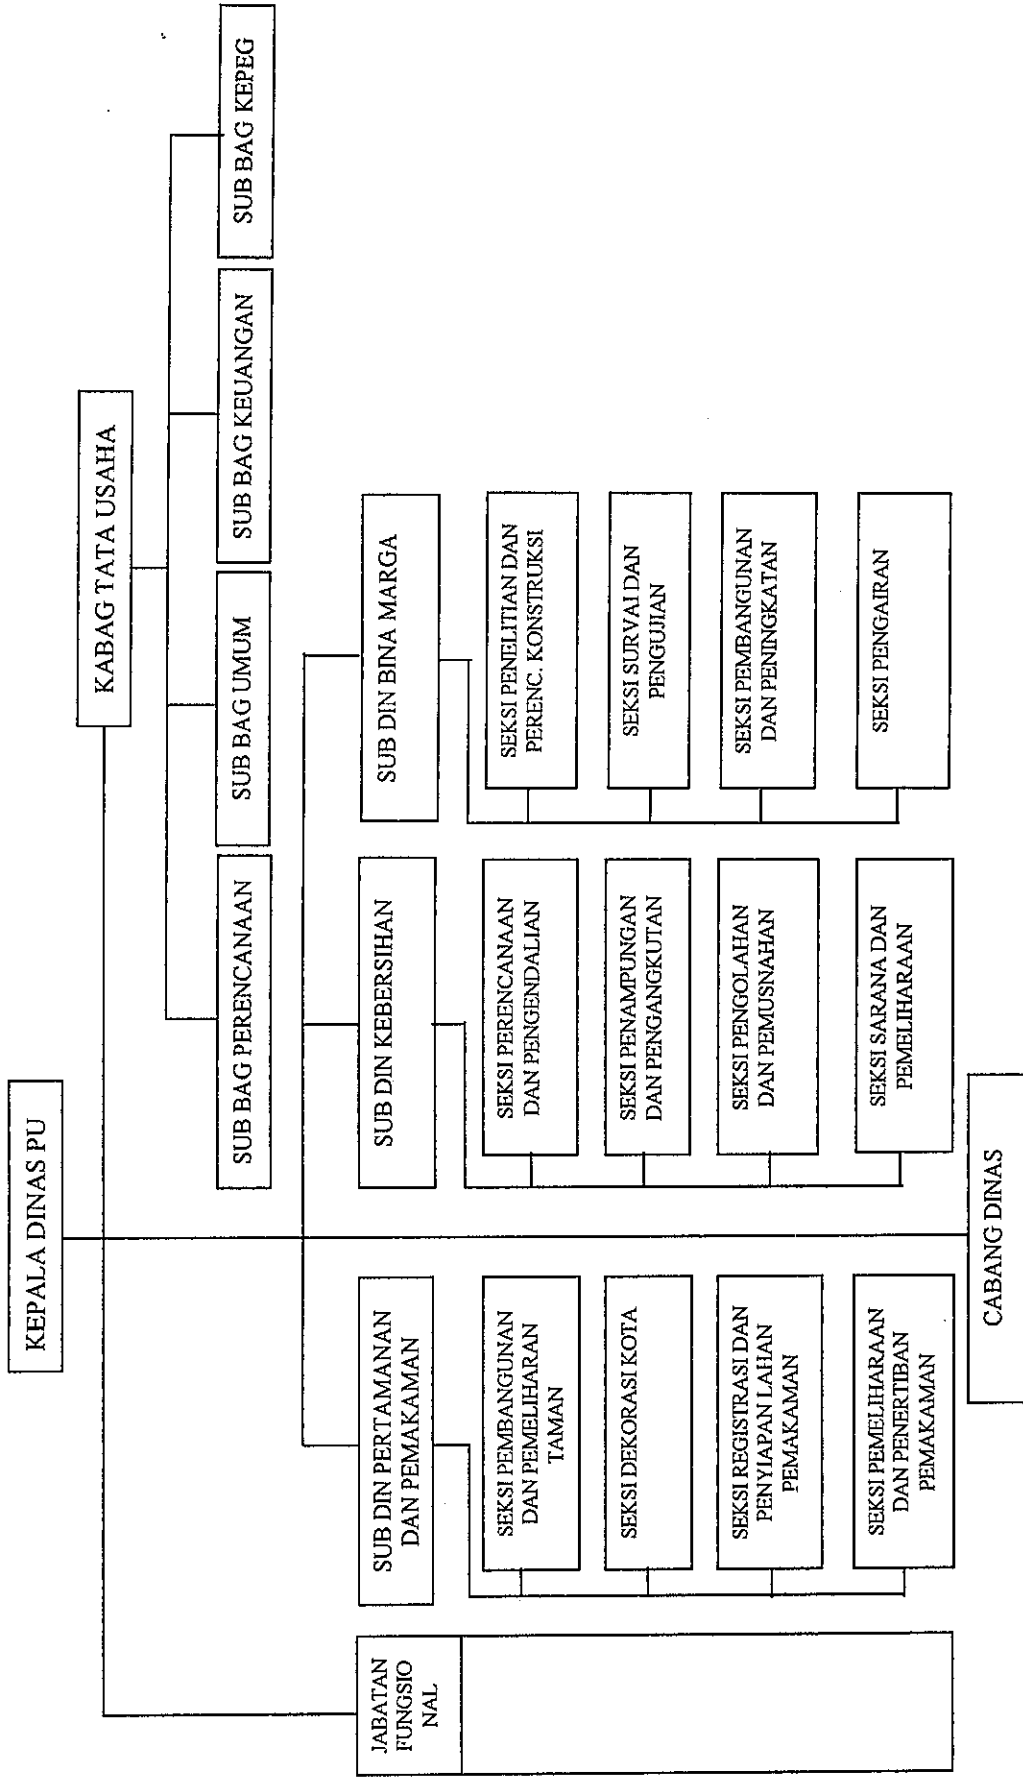 KEPALA DINAS PU
KABAG TATA USAHA
SUB BAG PERENCANAAN
SUB BAG UMUM
SUB BAG KEUANGAN
SUB BAG KEPEG
JABATAN
FUNGSIO
NAL
SUB DIN PERTAMANAN
DAN PEMAKAMAN
SEKSI PEMBANGUNAN
DAN PEMELIHARAN
TAMAN
SEKSI DEKORASI KOTA
SEKSI REGISTRASI DAN
PENYIAPAN LAHAN
PEMAKAMAN
SEKSI PEMELIHARAAN
DAN PENERTIBAN
PEMAKAMAN
SUB DIN KEBERSIHAN
SEKSI PERENCANAAN
DAN PENGENDALIAN
SEKSI PENAMPUNGAN
DAN PENGANGKUTAN
SEKSI PENGOLAHAN
DAN PEMUSNAHAN
SEKSI SARANA DAN
PEMELIHARAAN
SUB DIN BINA MARGA
SEKSI PENELITIAN DAN
PERENC. KONSTRUKSI
SEKSI SURVAI DAN
PENGUJIAN
SEKSI PEMBANGUNAN
DAN PENINGKATAN
SEKSI PENGAIRAN
CABANG DINAS